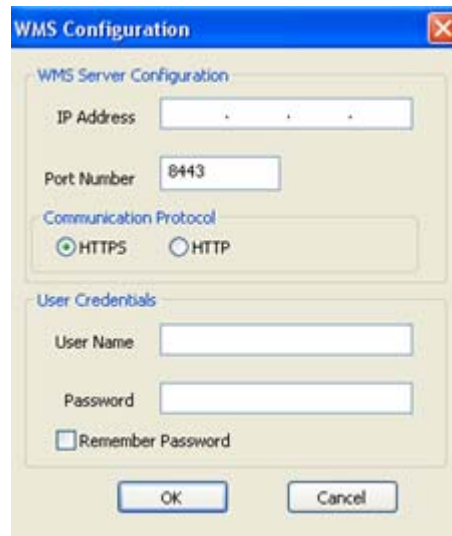 WMS Configuration
WMS Server Configuration
IP Address . . .
Port Number 8443
Communication Protocol
HTTPS HTTP
User Credentials
User Name
Password
Remember Password
OK Cancel